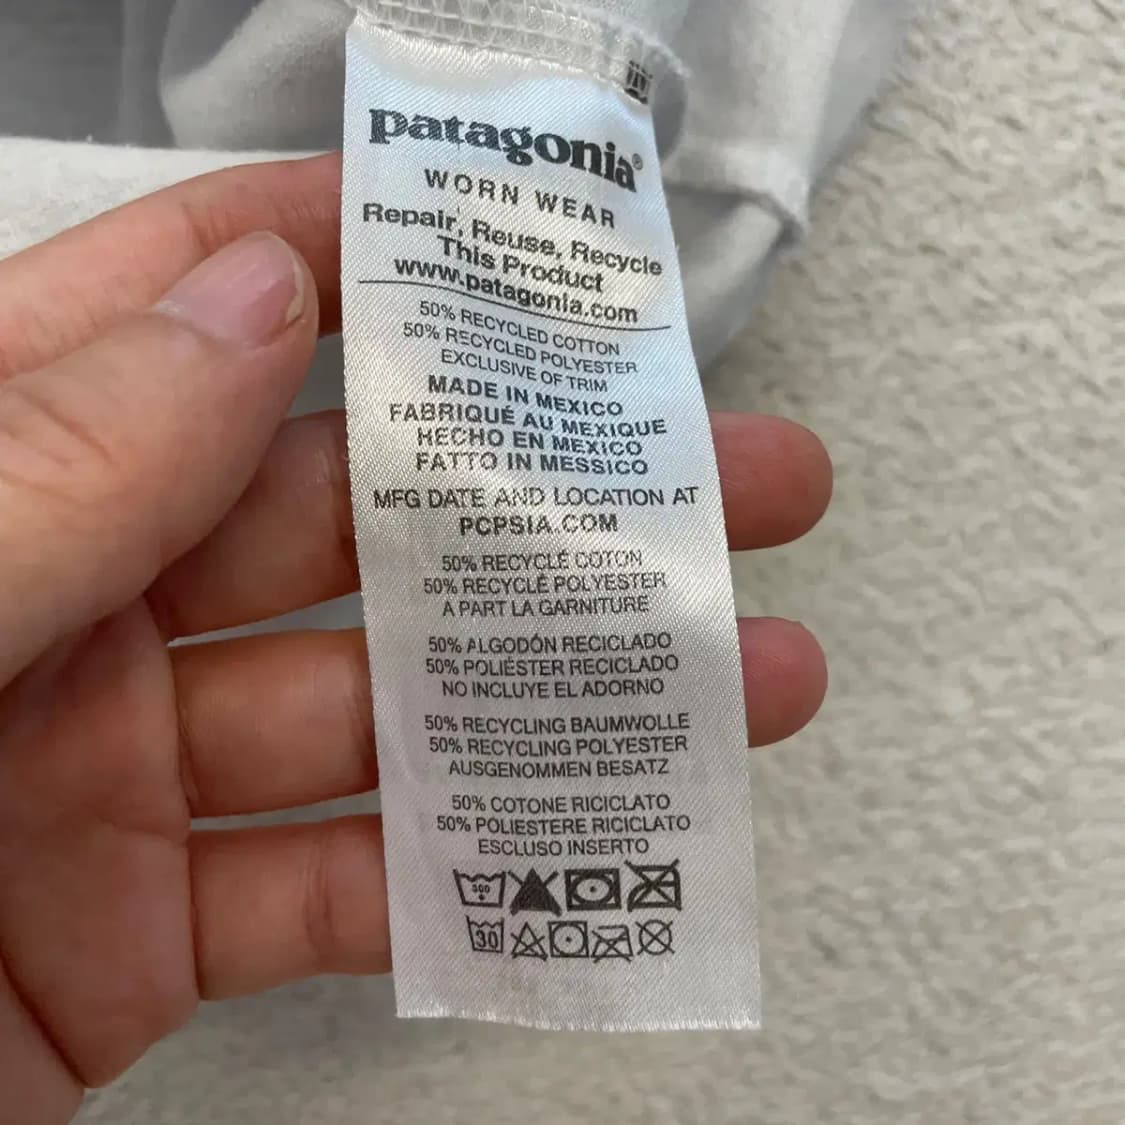 patagonia®
WORN WEAR
Repair, Reuse, Recycle
This Product
www.patagonia.com
50% RECYCLED COTTON
50% RECYCLED POLYESTER
EXCLUSIVE OF TRIM
MADE IN MEXICO
FABRIQUÉ AU MEXIQUE
HECHO EN MEXICO
FATTO IN MESSICO
MFG DATE AND LOCATION AT
PCPSIA.COM
50% RECYCLÉ COTON
50% RECYCLÉ POLYESTER
A PART LA GARNITURE
50% ALGODÓN RECICLADO
50% POLIÉSTER RECICLADO
NO INCLUYE EL ADORNO
50% RECYCLING BAUMWOLLE
50% RECYCLING POLYESTER
AUSGENOMMEN BESATZ
50% COTONE RICICLATO
50% POLIESTERE RICICLATO
ESCLUSO INSERTO
30